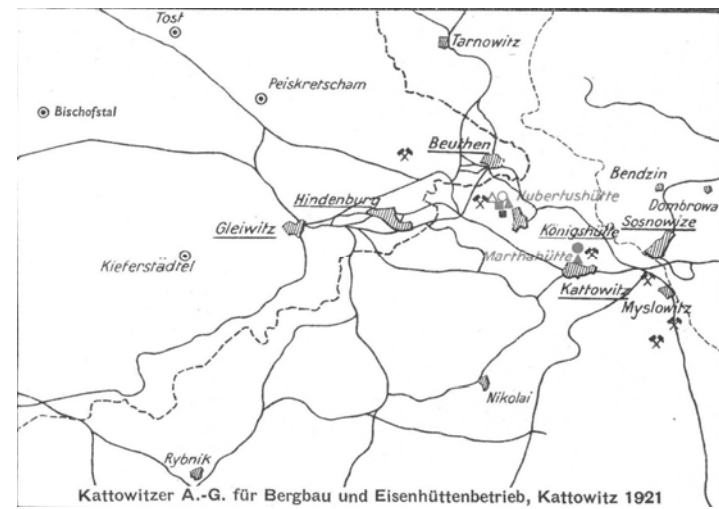 Tost
Tarnowitz
Peiskretscham
Bischofstal
Beuthen
Bendzin
Hubertushütte
Dombrowa
Hindenburg
Sosnowize
Gleiwitz
Königshütte
Marthahütte
Kieferstädtel
Kattowitz
Myslowitz
Nikolai
Rybnik
Kattowitzer A.-G. für Bergbau und Eisenhüttenbetrieb, Kattowitz 1921